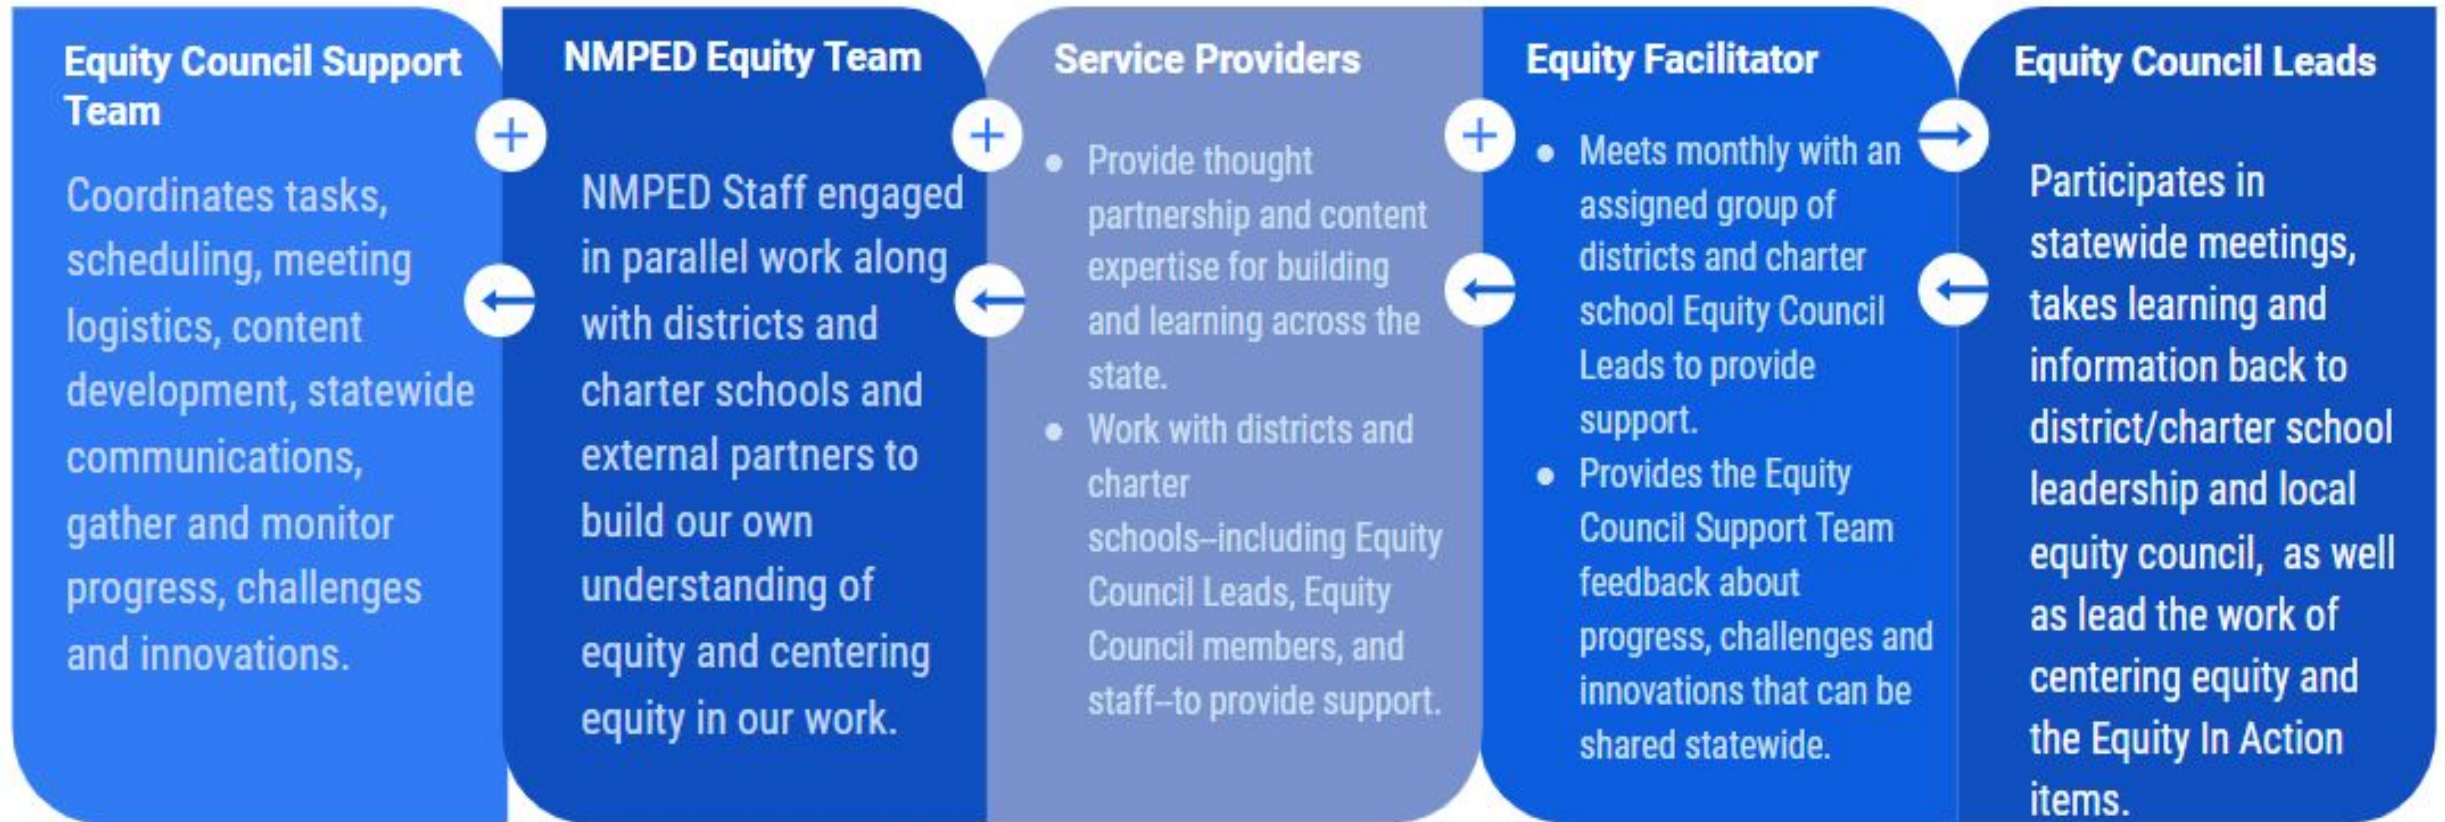 Equity Council Support
Team
Coordinates tasks,
scheduling, meeting
logistics, content
development, statewide
communications,
gather and monitor
progress, challenges
and innovations.
NMPED Equity Team
NMPED Staff engaged
in parallel work along
with districts and
charter schools and
external partners to
build our own
understanding of
equity and centering
equity in our work.
Service Providers
● Provide thought
partnership and content
expertise for building
and learning across the
state.
● Work with districts and
charter
schools–including Equity
Council Leads, Equity
Council members, and
staff–to provide support.
Equity Facilitator
● Meets monthly with an
assigned group of
districts and charter
school Equity Council
Leads to provide
support.
● Provides the Equity
Council Support Team
feedback about
progress, challenges and
innovations that can be
shared statewide.
Equity Council Leads
Participates in
statewide meetings,
takes learning and
information back to
district/charter school
leadership and local
equity council,  as well
as lead the work of
centering equity and
the Equity In Action
items.